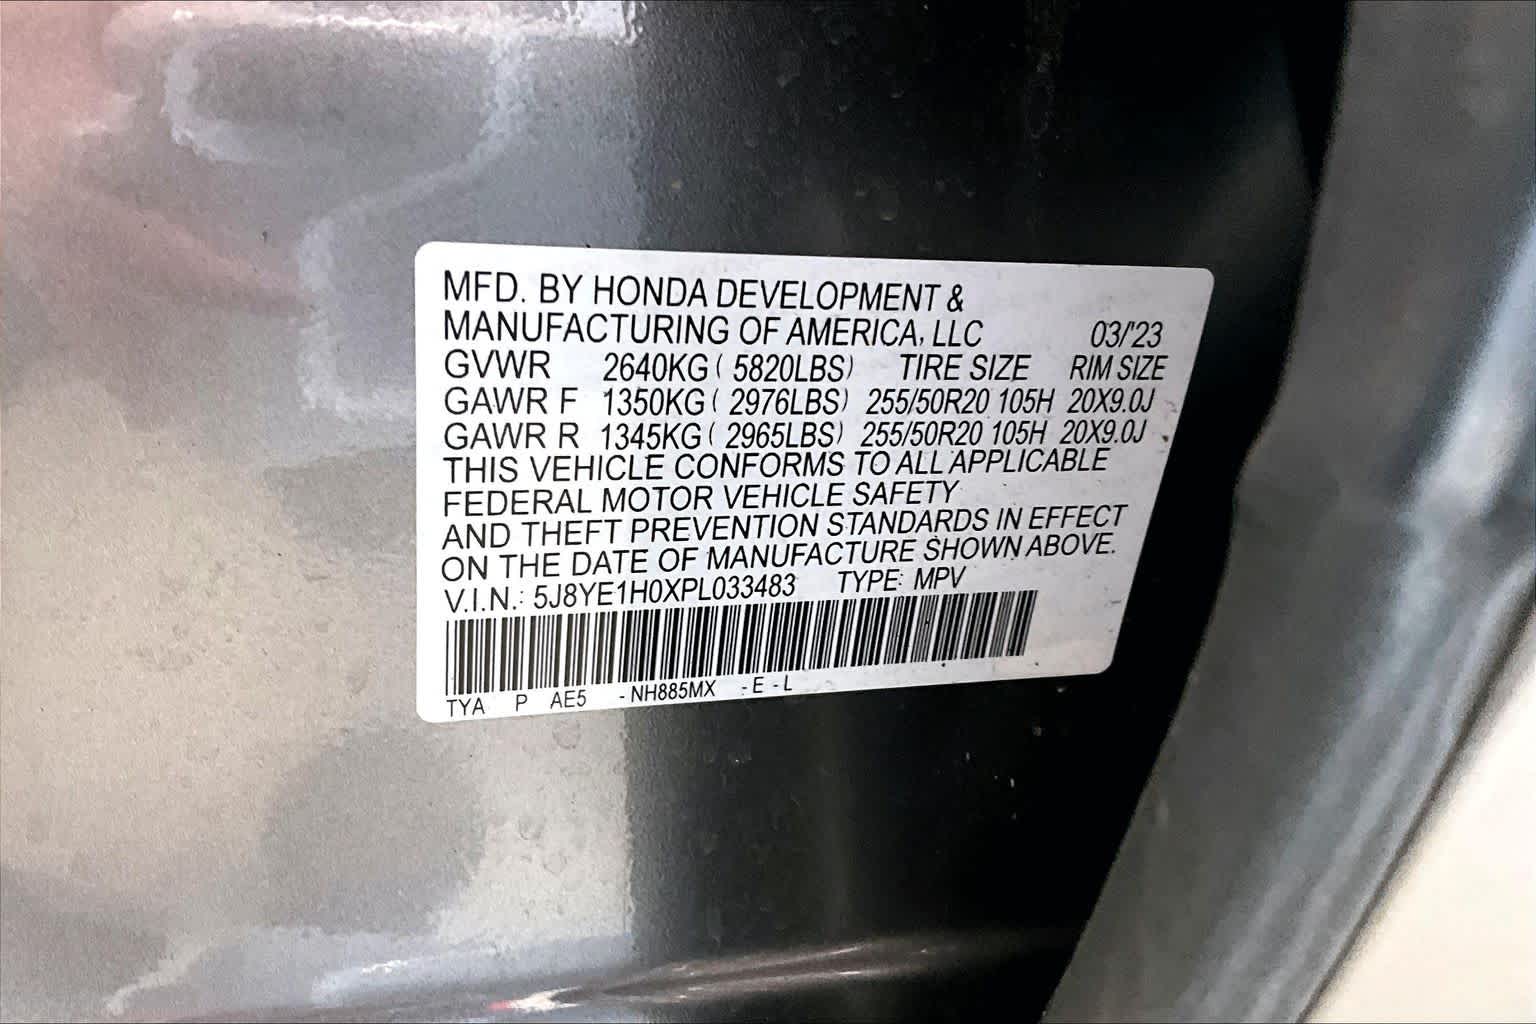 MFD. BY HONDA DEVELOPMENT &
MANUFACTURING OF AMERICA, LLC 03/'23
GVWR 2640KG ( 5820LBS) TIRE SIZE RIM SIZE
GAWR F 1350KG ( 2976LBS) 255/50R20 105H 20X9.0J
GAWR R 1345KG ( 2965LBS) 255/50R20 105H 20X9.0J
THIS VEHICLE CONFORMS TO ALL APPLICABLE
FEDERAL MOTOR VEHICLE SAFETY
AND THEFT PREVENTION STANDARDS IN EFFECT
ON THE DATE OF MANUFACTURE SHOWN ABOVE.
V.I.N.: 5J8YE1H0XPL033483 TYPE: MPV
TYA P AE5 - NH885MX - E - L